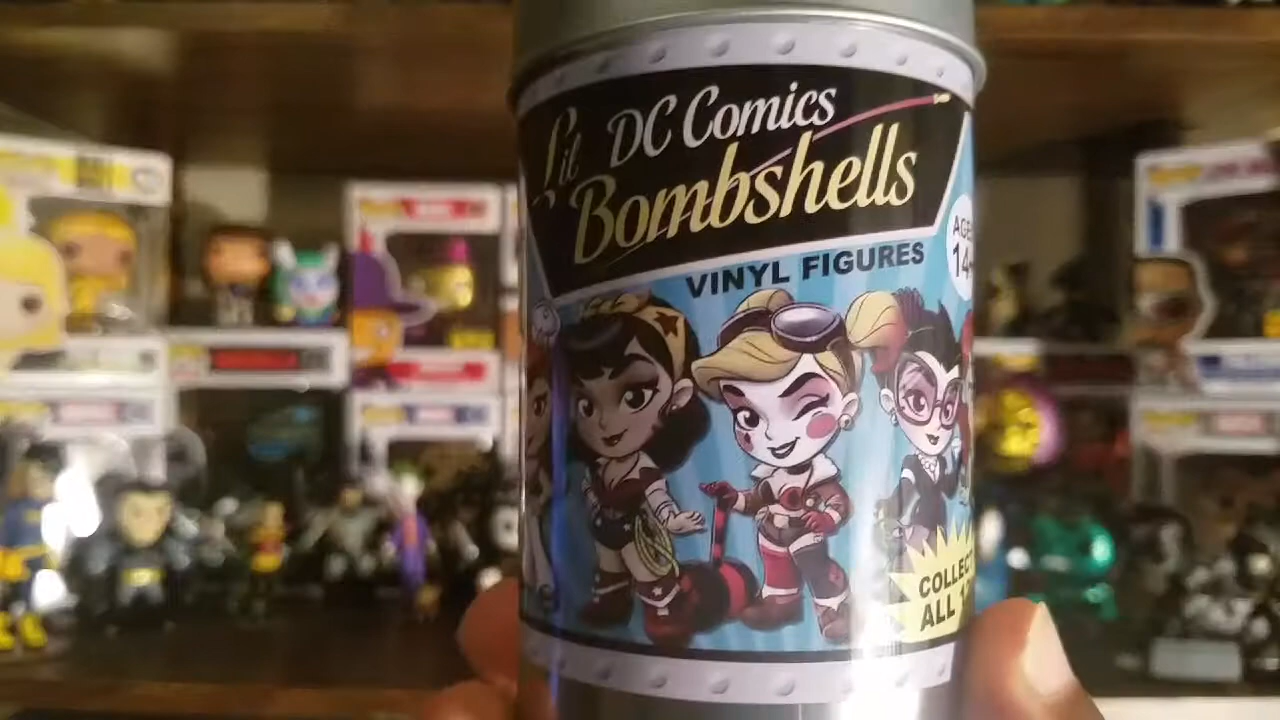 Lil DC Comics
Bombshells
VINYL FIGURES
AGES
14+
COLLECT
ALL